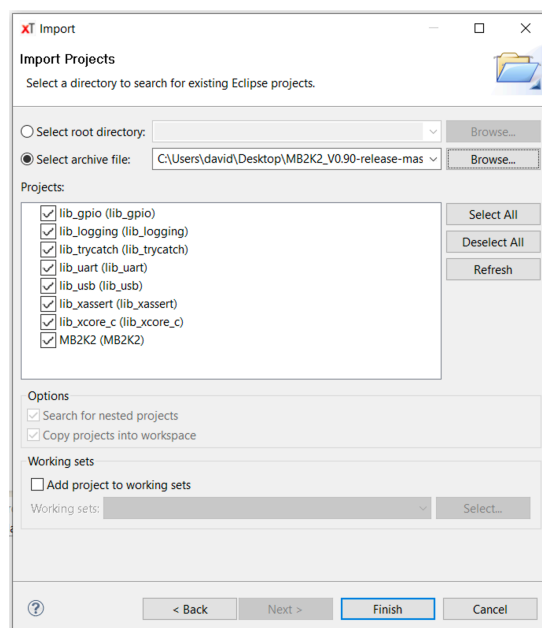 xT Import
Import Projects
Select a directory to search for existing Eclipse projects.
Select root directory:
Browse...
Select archive file:
C:\Users\david\Desktop\MB2K2_V0.90-release-mas
Browse...
Projects:
lib_gpio (lib_gpio)
Select All
lib_logging (lib_logging)
Deselect All
lib_trycatch (lib_trycatch)
lib_uart (lib_uart)
Refresh
lib_usb (lib_usb)
lib_xassert (lib_xassert)
lib_xcore_c (lib_xcore_c)
MB2K2 (MB2K2)
Options
Search for nested projects
Copy projects into workspace
Working sets
Add project to working sets
Working sets:
Select...
?
< Back
Next >
Finish
Cancel